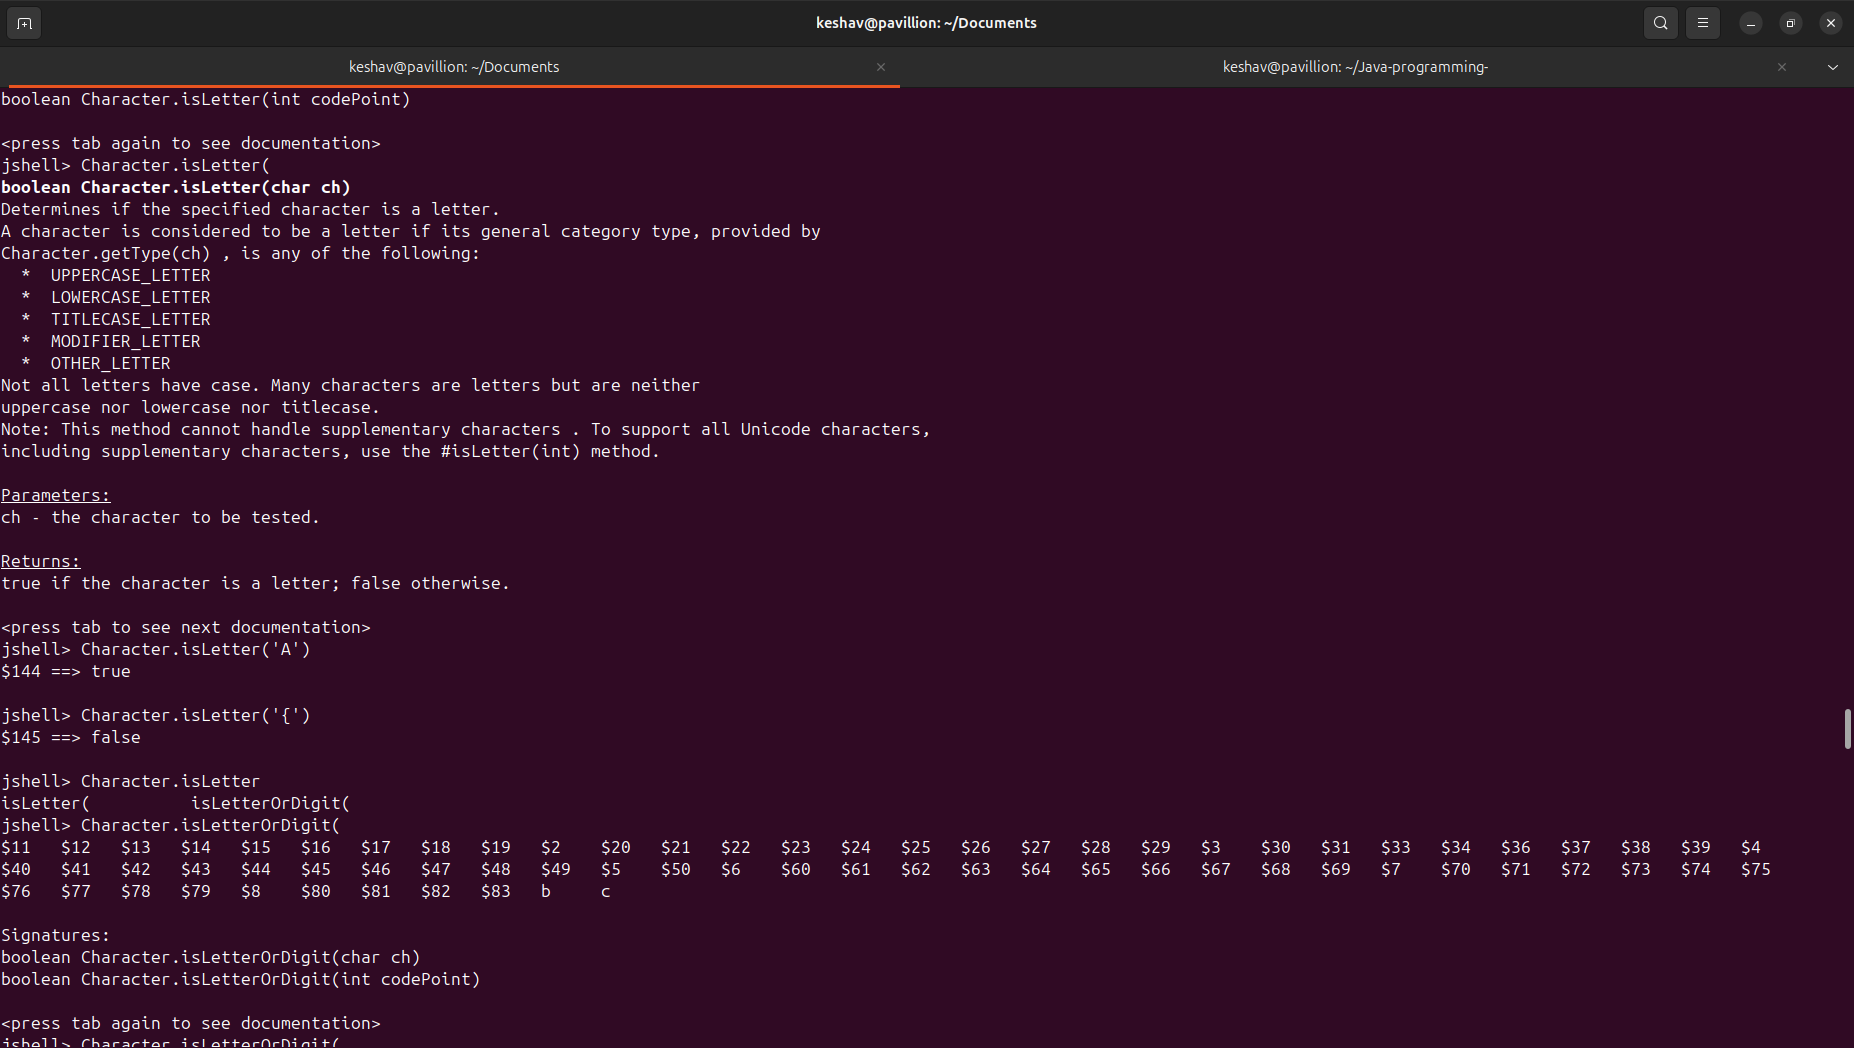 keshav@pavillion: ~/Documents
keshav@pavillion: ~/Documents
keshav@pavillion: ~/Java-programming-
boolean Character.isLetter(int codePoint)
<press tab again to see documentation>
jshell> Character.isLetter(
boolean Character.isLetter(char ch)
Determines if the specified character is a letter.
A character is considered to be a letter if its general category type, provided by
Character.getType(ch) , is any of the following:
  *  UPPERCASE_LETTER
  *  LOWERCASE_LETTER
  *  TITLECASE_LETTER
  *  MODIFIER_LETTER
  *  OTHER_LETTER
Not all letters have case. Many characters are letters but are neither
uppercase nor lowercase nor titlecase.
Note: This method cannot handle supplementary characters . To support all Unicode characters,
including supplementary characters, use the #isLetter(int) method.
Parameters:
ch - the character to be tested.
Returns:
true if the character is a letter; false otherwise.
<press tab to see next documentation>
jshell> Character.isLetter('A')
$144 ==> true
jshell> Character.isLetter('{')
$145 ==> false
jshell> Character.isLetter
isLetter(          isLetterOrDigit(
jshell> Character.isLetterOrDigit(
$11   $12   $13   $14   $15   $16   $17   $18   $19   $2    $20   $21   $22   $23   $24   $25   $26   $27   $28   $29   $3    $30   $31   $33   $34   $36   $37   $38   $39   $4
$40   $41   $42   $43   $44   $45   $46   $47   $48   $49   $5    $50   $6    $60   $61   $62   $63   $64   $65   $66   $67   $68   $69   $7    $70   $71   $72   $73   $74   $75
$76   $77   $78   $79   $8    $80   $81   $82   $83   b     c
Signatures:
boolean Character.isLetterOrDigit(char ch)
boolean Character.isLetterOrDigit(int codePoint)
<press tab again to see documentation>
jshell> Character.isLetterOrDigit(